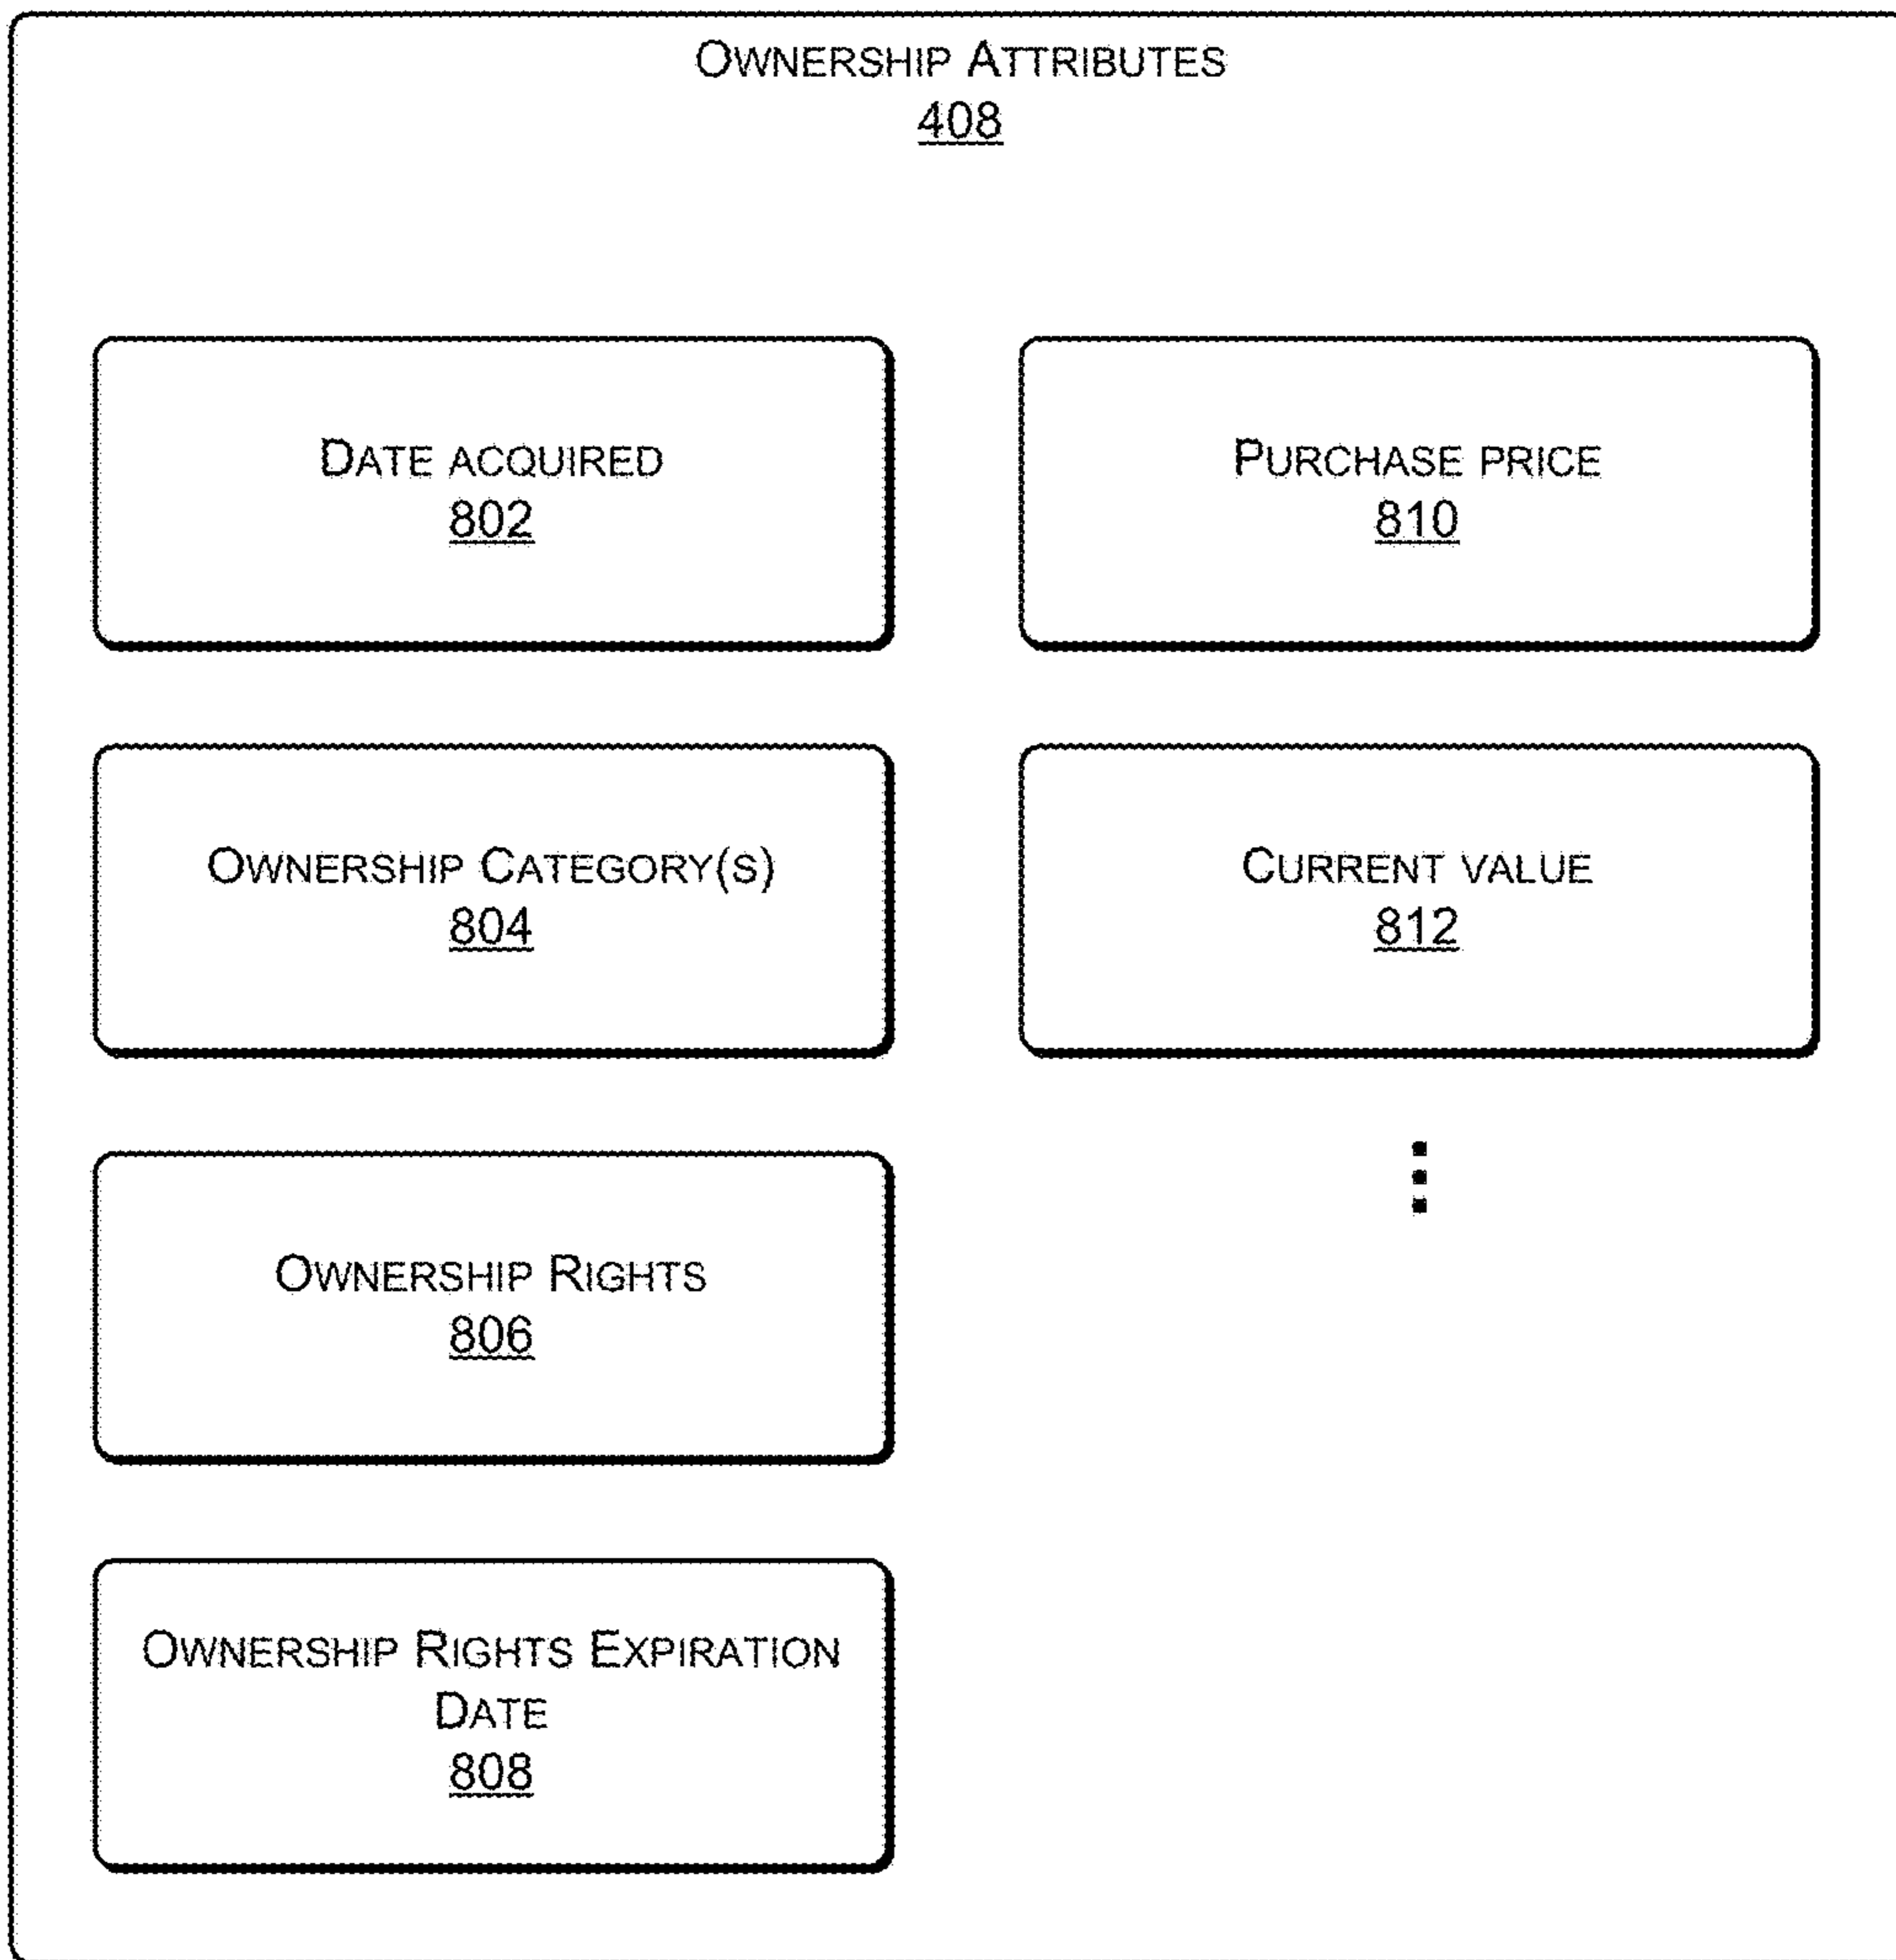 Ownership Attributes
408
Date acquired
802
Ownership Category(s)
804
Ownership Rights
806
Ownership Rights Expiration
Date
808
Purchase price
810
Current value
812